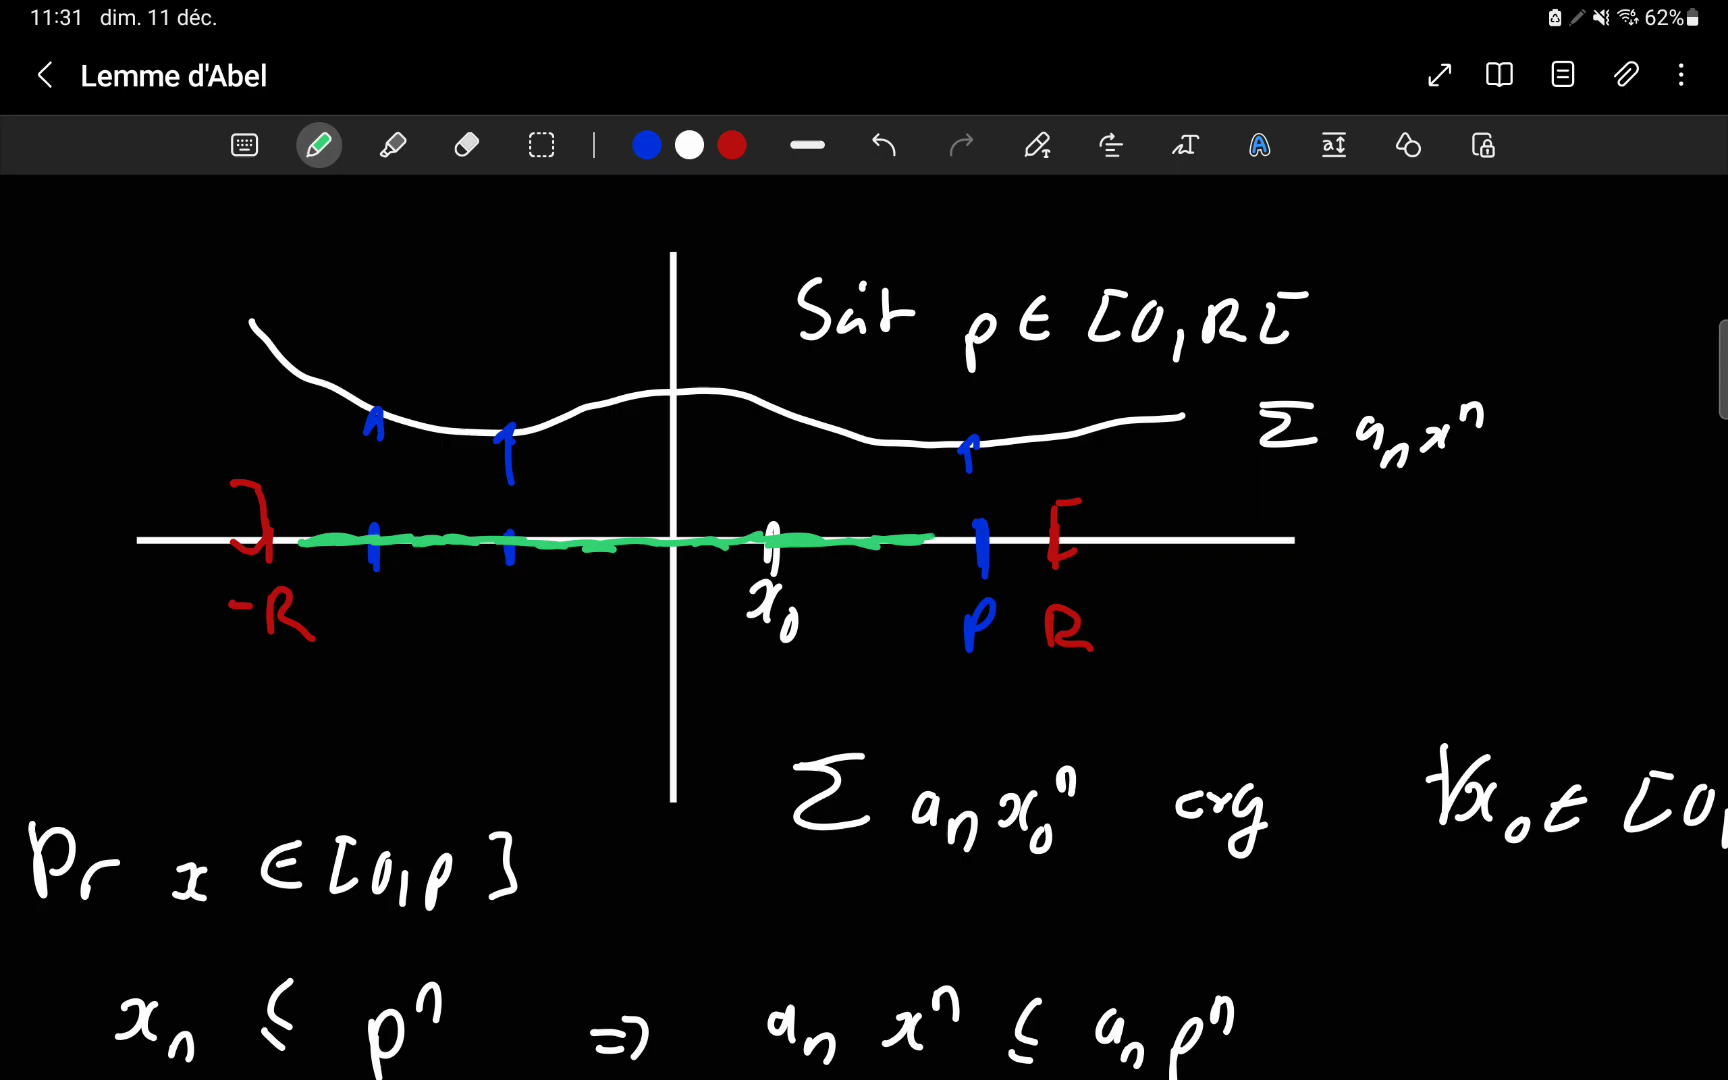 11:31 dim. 11 déc. 62%
Lemme d'Abel
Soit ρ ∈ [0, R[
∑ aₙxⁿ
-R x₀ ρ R
∑ aₙx₀ⁿ crg ∀x₀ ∈ [0,
Pr x ∈ [0, ρ]
xₙ ≤ ρⁿ ⇒ aₙ xⁿ ≤ aₙ ρⁿ